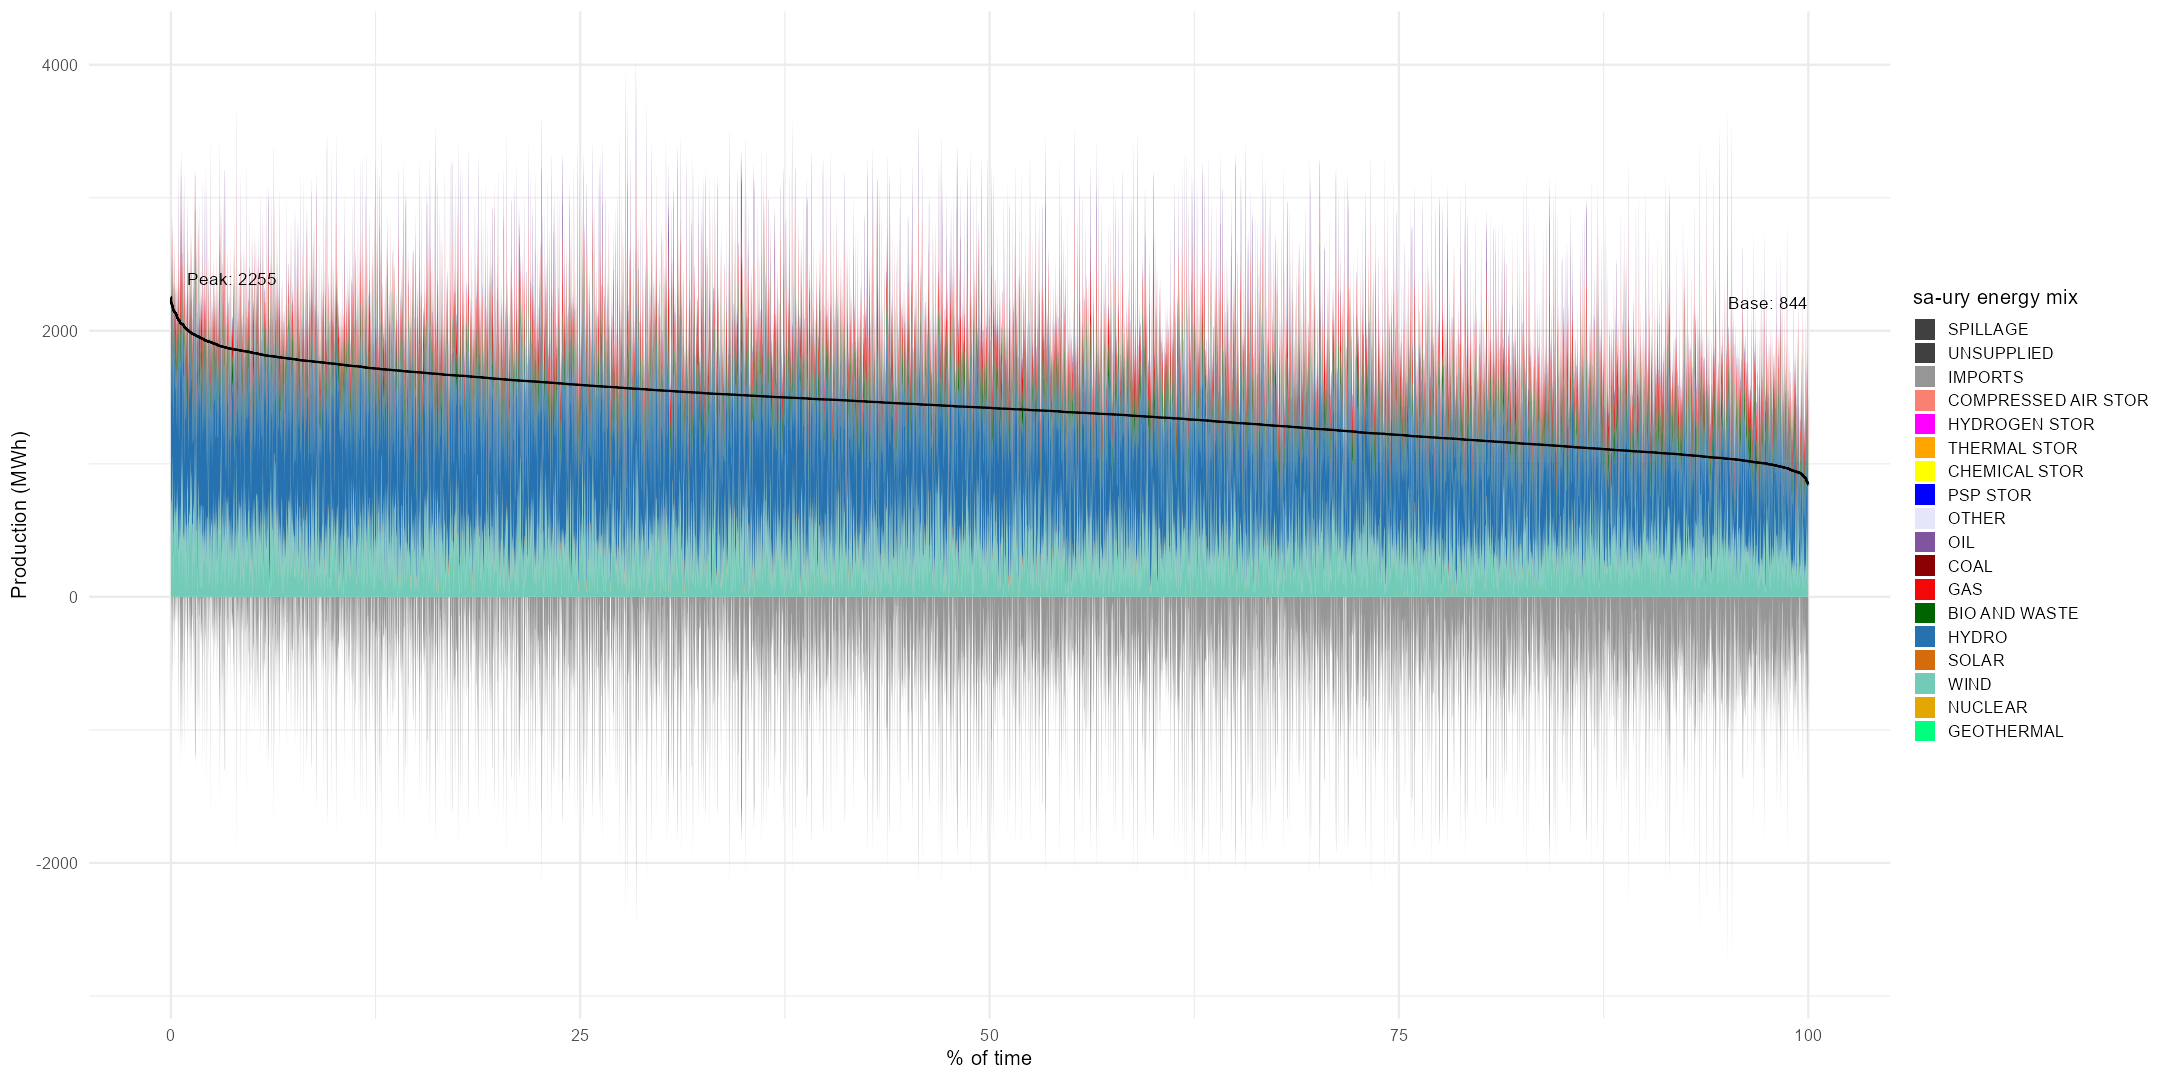 4000
2000
0
-2000
Production (MWh)
Peak: 2255
Base: 844
0
25
50
75
100
% of time
sa-ury energy mix
SPILLAGE
UNSUPPLIED
IMPORTS
COMPRESSED AIR STOR
HYDROGEN STOR
THERMAL STOR
CHEMICAL STOR
PSP STOR
OTHER
OIL
COAL
GAS
BIO AND WASTE
HYDRO
SOLAR
WIND
NUCLEAR
GEOTHERMAL